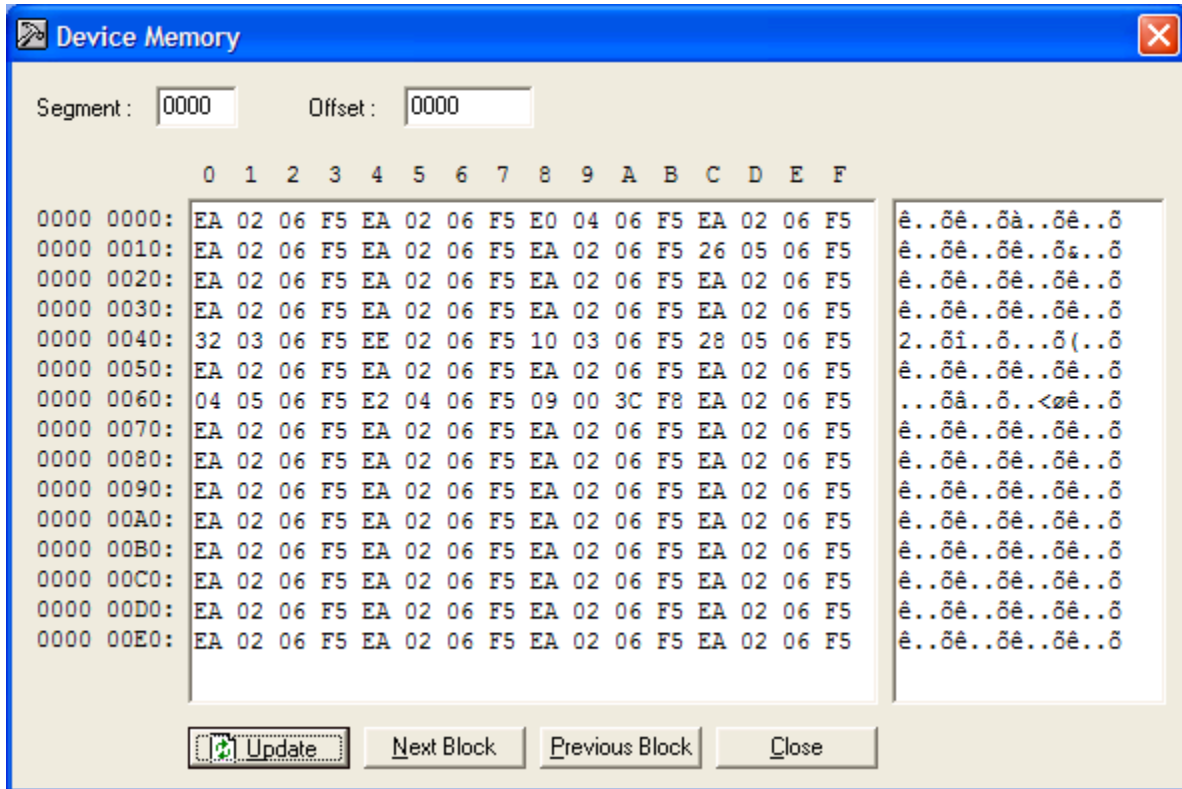 Device Memory
Segment : 0000 Offset : 0000
0 1 2 3 4 5 6 7 8 9 A B C D E F
0000 0000: EA 02 06 F5 EA 02 06 F5 E0 04 06 F5 EA 02 06 F5 ê..õê..õà..õê..õ
0000 0010: EA 02 06 F5 EA 02 06 F5 EA 02 06 F5 26 05 06 F5 ê..õê..õê..õ&..õ
0000 0020: EA 02 06 F5 EA 02 06 F5 EA 02 06 F5 EA 02 06 F5 ê..õê..õê..õê..õ
0000 0030: EA 02 06 F5 EA 02 06 F5 EA 02 06 F5 EA 02 06 F5 ê..õê..õê..õê..õ
0000 0040: 32 03 06 F5 EE 02 06 F5 10 03 06 F5 28 05 06 F5 2..õî..õ...õ(..õ
0000 0050: EA 02 06 F5 EA 02 06 F5 EA 02 06 F5 EA 02 06 F5 ê..õê..õê..õê..õ
0000 0060: 04 05 06 F5 E2 04 06 F5 09 00 3C F8 EA 02 06 F5 ...õâ..õ..<øê..õ
0000 0070: EA 02 06 F5 EA 02 06 F5 EA 02 06 F5 EA 02 06 F5 ê..õê..õê..õê..õ
0000 0080: EA 02 06 F5 EA 02 06 F5 EA 02 06 F5 EA 02 06 F5 ê..õê..õê..õê..õ
0000 0090: EA 02 06 F5 EA 02 06 F5 EA 02 06 F5 EA 02 06 F5 ê..õê..õê..õê..õ
0000 00A0: EA 02 06 F5 EA 02 06 F5 EA 02 06 F5 EA 02 06 F5 ê..õê..õê..õê..õ
0000 00B0: EA 02 06 F5 EA 02 06 F5 EA 02 06 F5 EA 02 06 F5 ê..õê..õê..õê..õ
0000 00C0: EA 02 06 F5 EA 02 06 F5 EA 02 06 F5 EA 02 06 F5 ê..õê..õê..õê..õ
0000 00D0: EA 02 06 F5 EA 02 06 F5 EA 02 06 F5 EA 02 06 F5 ê..õê..õê..õê..õ
0000 00E0: EA 02 06 F5 EA 02 06 F5 EA 02 06 F5 EA 02 06 F5 ê..õê..õê..õê..õ
Update Next Block Previous Block Close